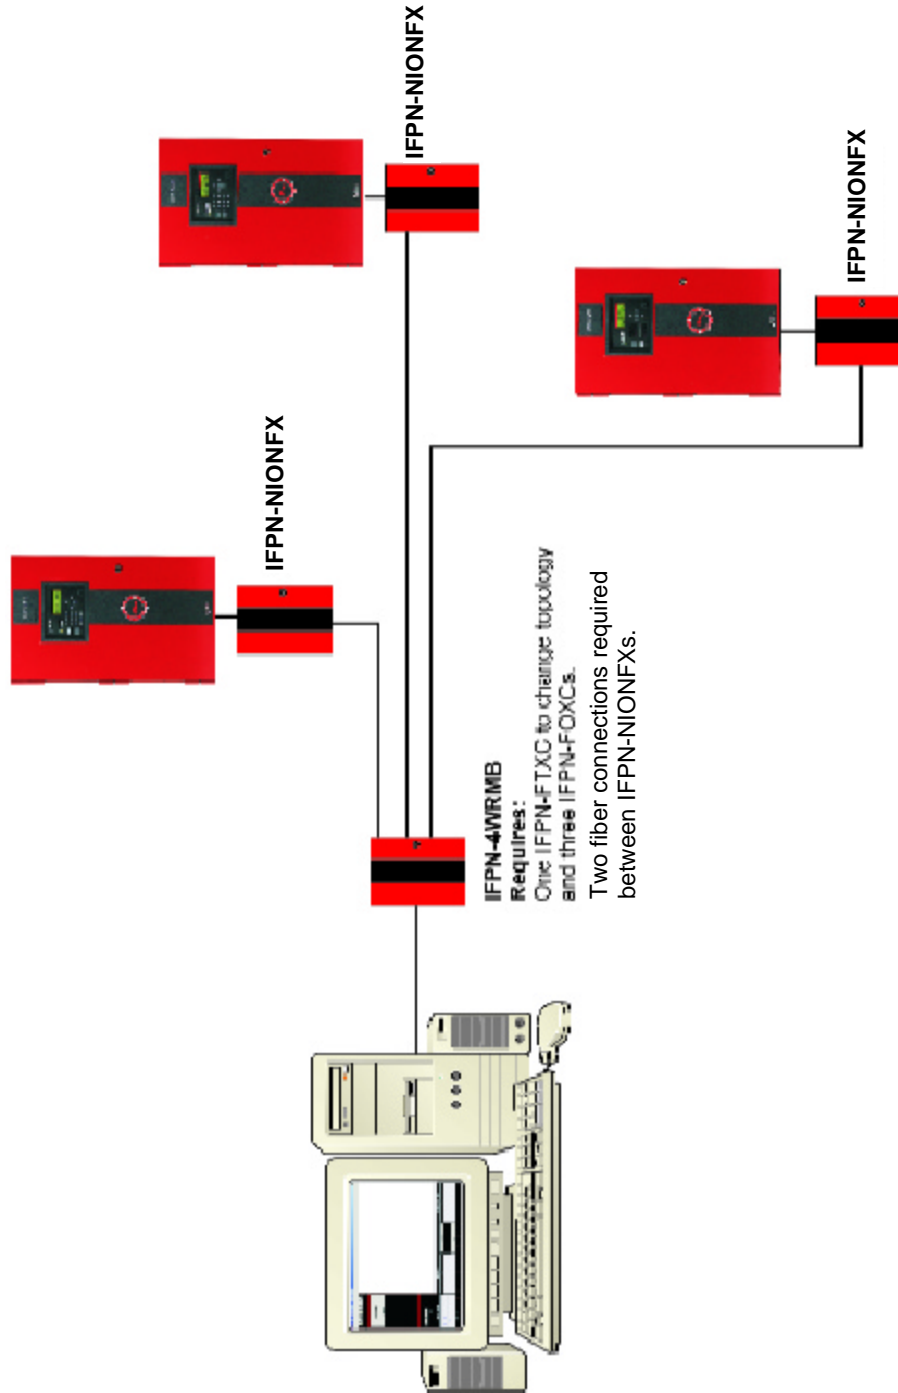 IFPN-NIONFX
IFPN-NIONFX
IFPN-NIONFX
IFPN-4WRMB
Requires:
One IFPN-FTXC to change topology
and three IFPN-FOXCs.
Two fiber connections required
between IFPN-NIONFXs.